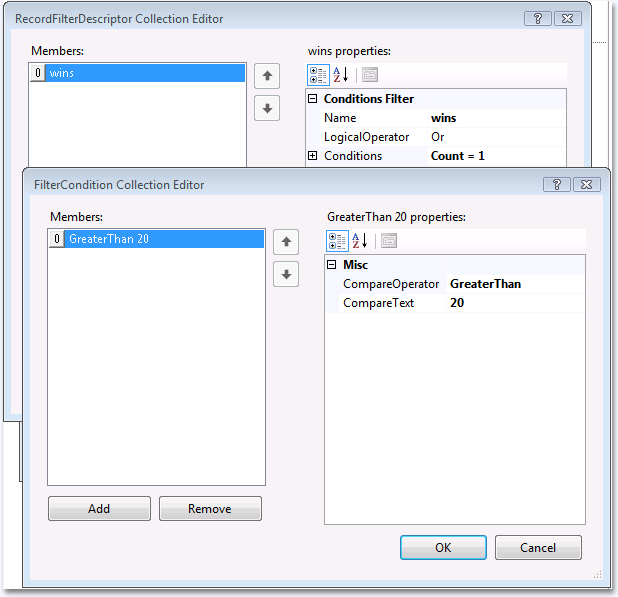 RecordFilterDescriptor Collection Editor
Members:
0 wins
wins properties:
Conditions Filter
Name wins
LogicalOperator Or
Conditions Count = 1
FilterCondition Collection Editor
Members:
0 GreaterThan 20
Add Remove
GreaterThan 20 properties:
Misc
CompareOperator GreaterThan
CompareText 20
OK Cancel